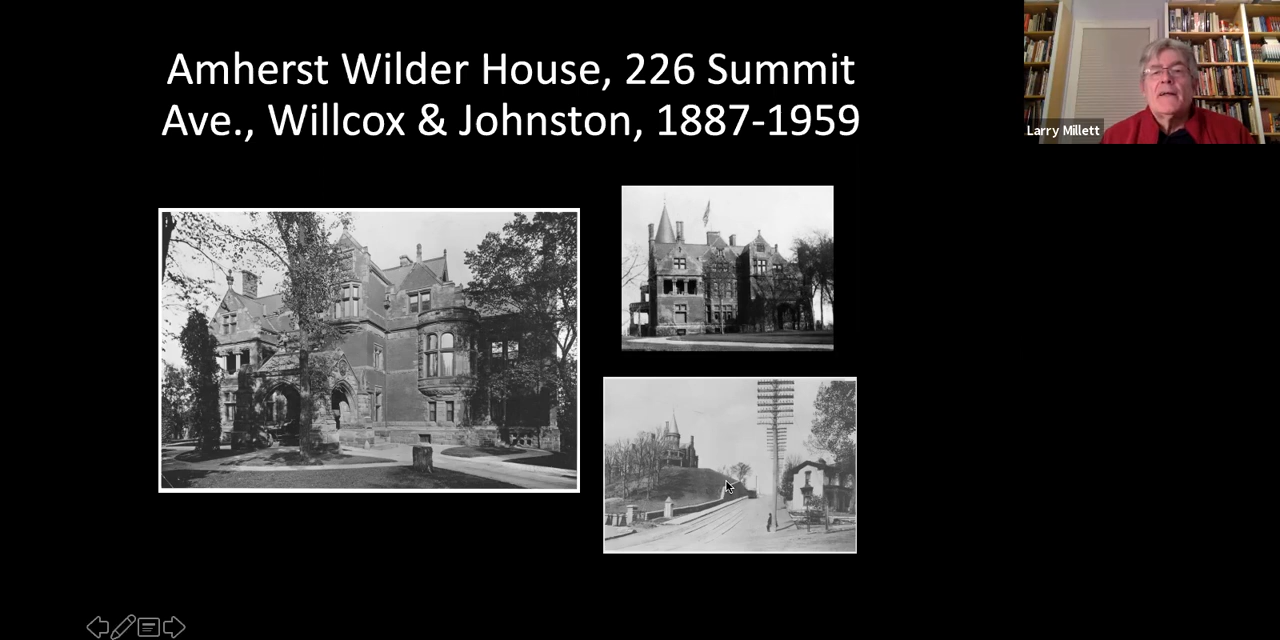 Amherst Wilder House, 226 Summit
Ave., Willcox & Johnston, 1887-1959
Larry Millett